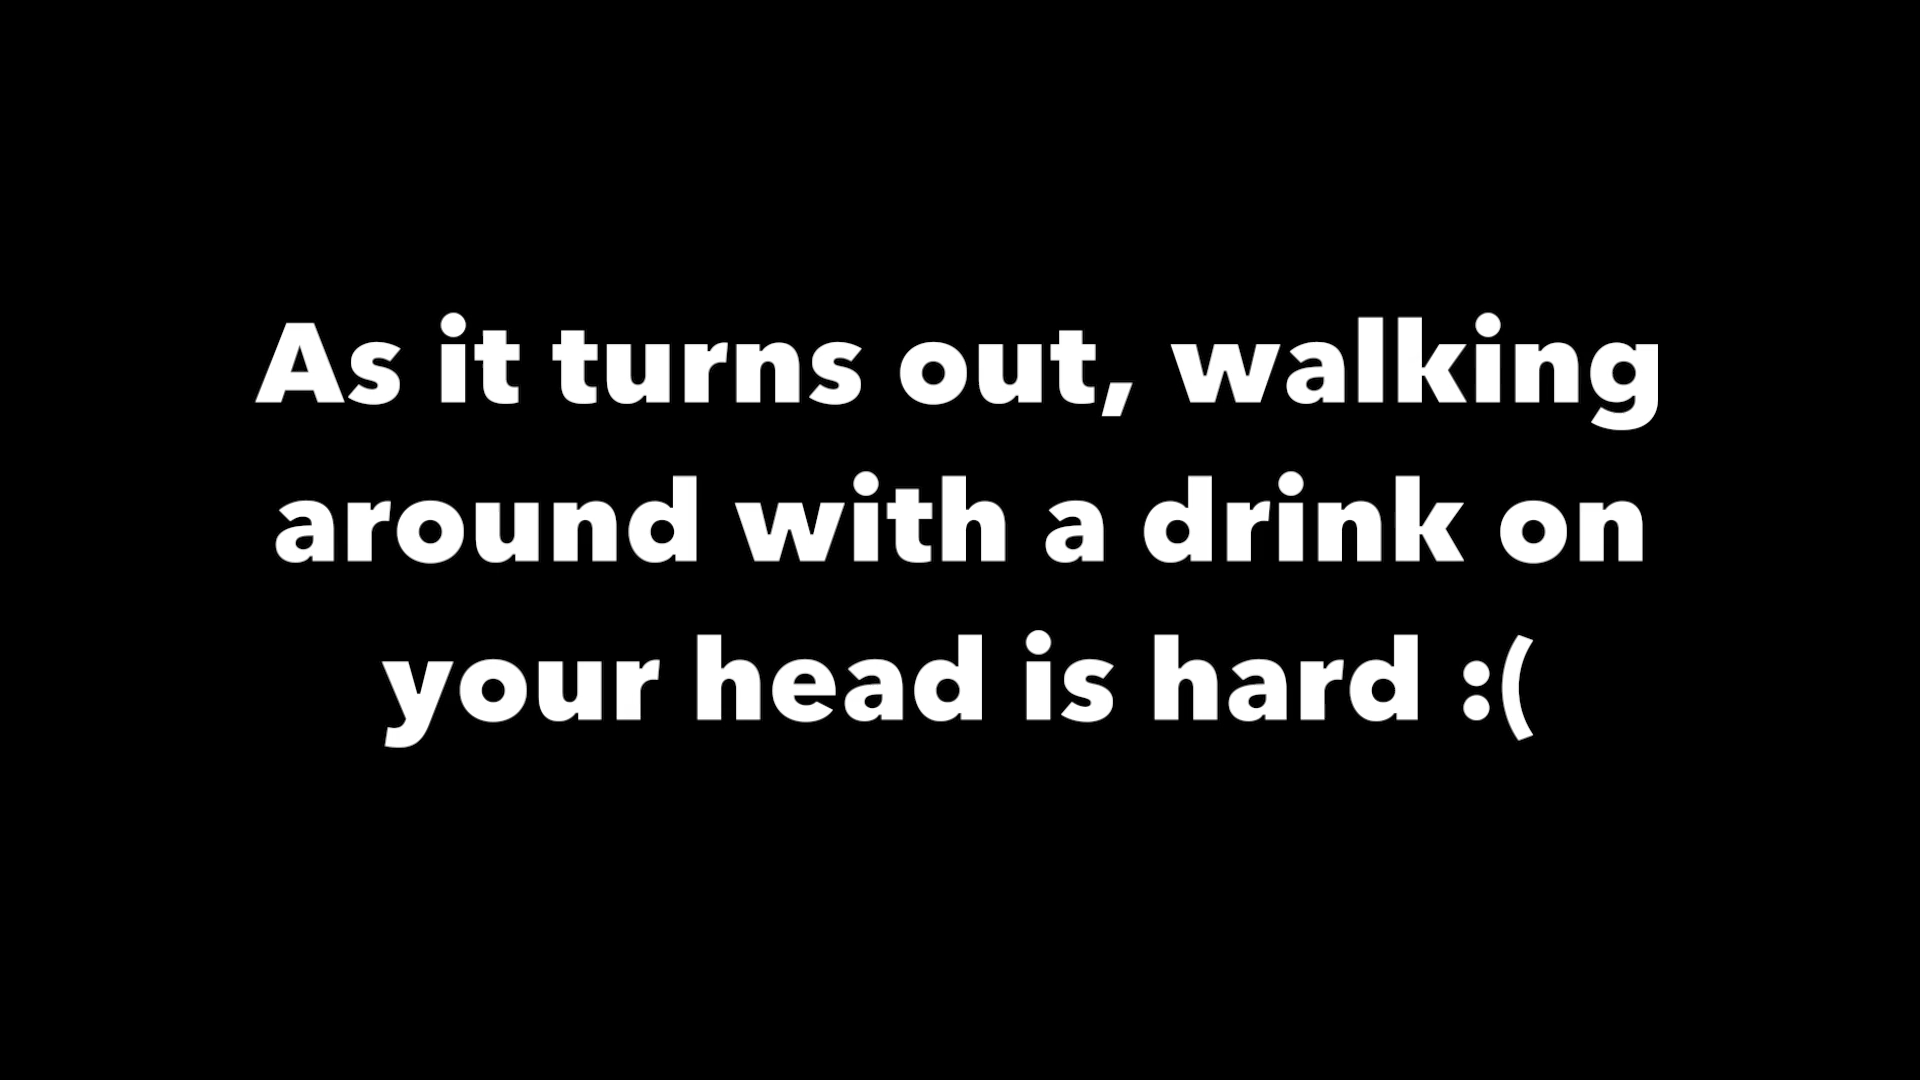 As it turns out, walking
around with a drink on
your head is hard :(